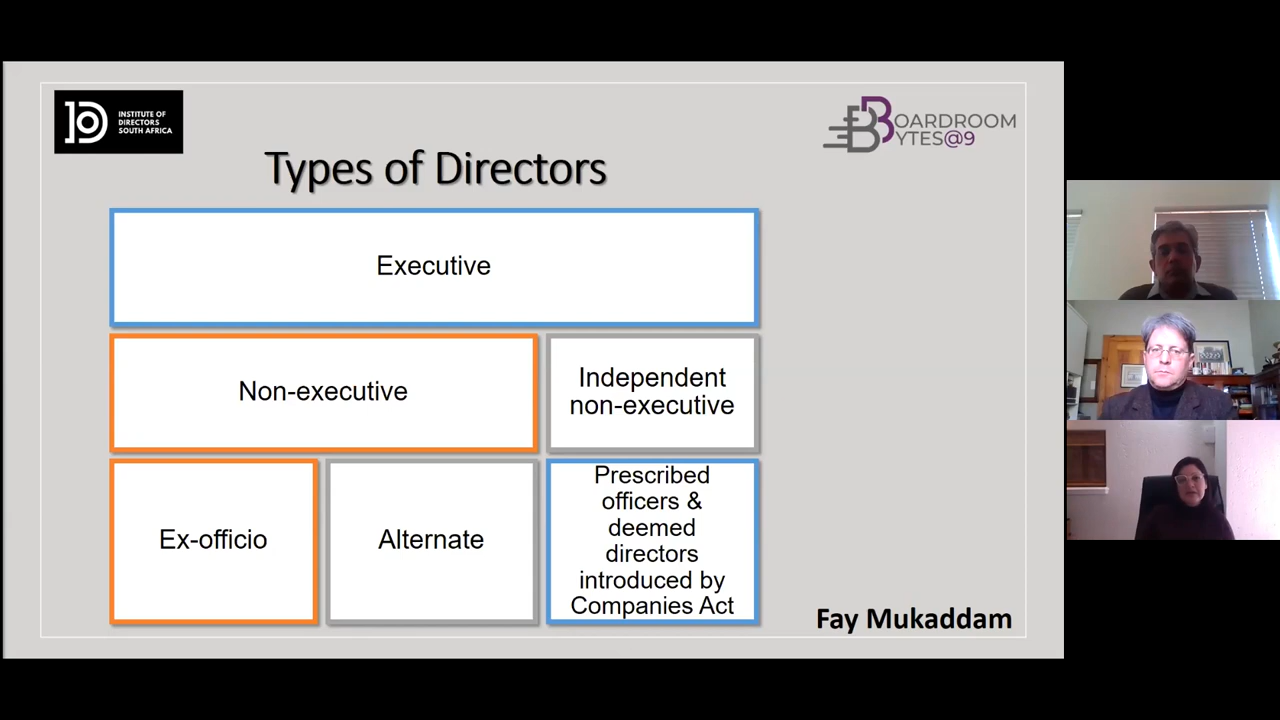 INSTITUTE OF
DIRECTORS
SOUTH AFRICA
BOARDROOM
BYTES@9
Types of Directors
Executive
Non-executive
Independent
non-executive
Ex-officio
Alternate
Prescribed
officers &
deemed
directors
introduced by
Companies Act
Fay Mukaddam